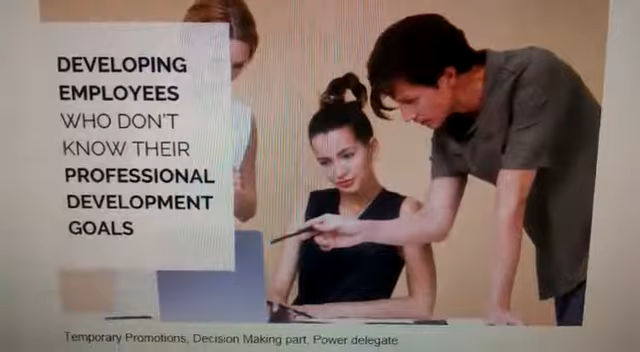 DEVELOPING
EMPLOYEES
WHO DON'T
KNOW THEIR
PROFESSIONAL
DEVELOPMENT
GOALS
Temporary Promotions, Decision Making part, Power delegate